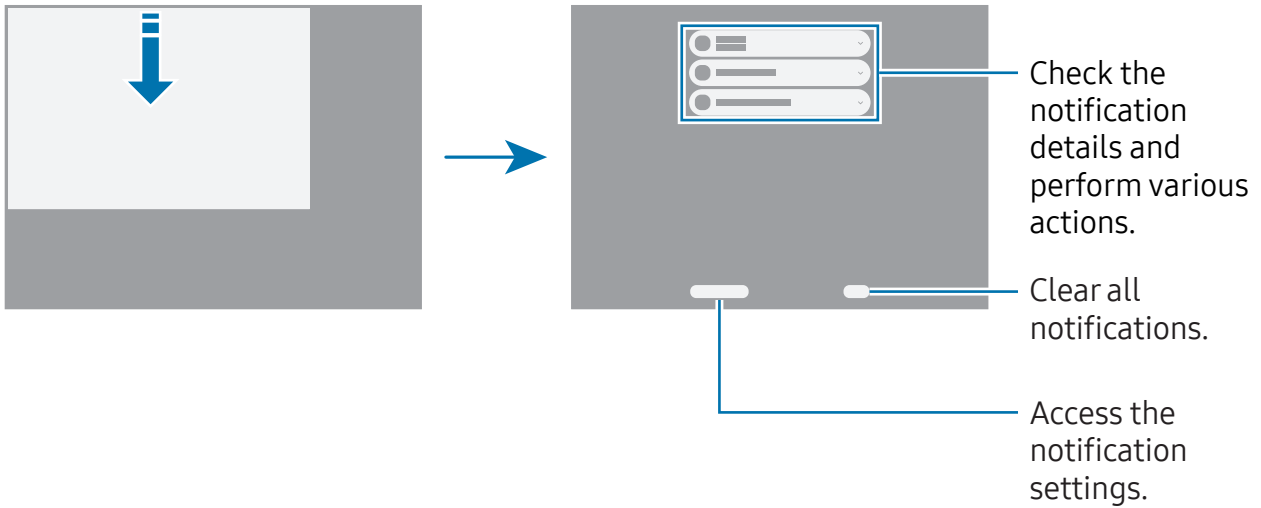 Check the
notification
details and
perform various
actions.
Clear all
notifications.
Access the
notification
settings.